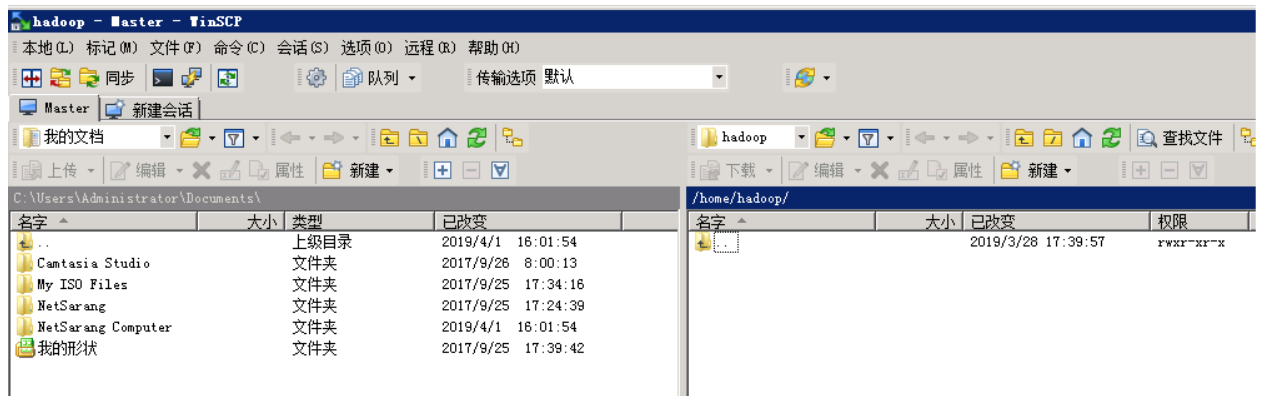 hadoop - Master - WinSCP
本地(L) 标记(M) 文件(F) 命令(C) 会话(S) 选项(O) 远程(R) 帮助(H)
同步 队列 传输选项 默认
Master 新建会话
我的文档 hadoop 查找文件
上传 编辑 属性 新建 下载 编辑 属性 新建
C:\Users\Administrator\Documents\ /home/hadoop/
名字 大小 类型 已改变 名字 大小 已改变 权限
.. 上级目录 2019/4/1 16:01:54 .. 2019/3/28 17:39:57 rwxr-xr-x
Camtasia Studio 文件夹 2017/9/26 8:00:13
My ISO Files 文件夹 2017/9/25 17:34:16
NetSarang 文件夹 2017/9/25 17:24:39
NetSarang Computer 文件夹 2019/4/1 16:01:54
我的形状 文件夹 2017/9/25 17:39:42